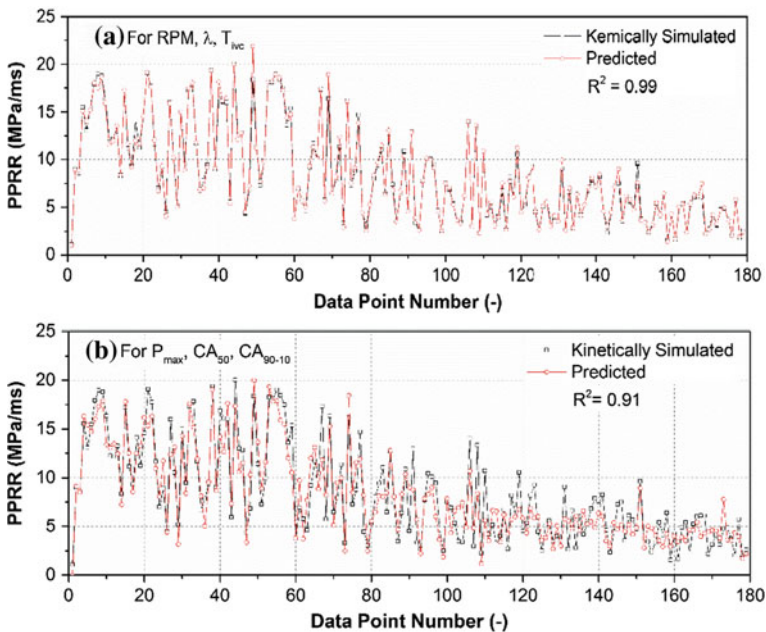 (a) For RPM, λ, Tivc
Kemically Simulated
Predicted
R² = 0.99
PPRR (MPa/ms)
25
20
15
10
5
0
0 20 40 60 80 100 120 140 160 180
Data Point Number (-)
(b) For Pmax, CA50, CA90-10
Kinetically Simulated
Predicted
R²= 0.91
PPRR (MPa/ms)
25
20
15
10
5
0
0 20 40 60 80 100 120 140 160 180
Data Point Number (-)